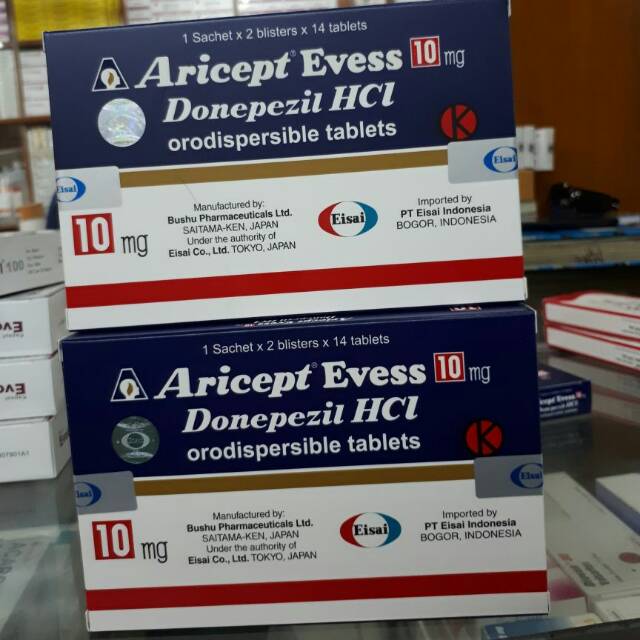 1 Sachet x 2 blisters x 14 tablets
Aricept® Evess 10 mg
Donepezil HCl
orodispersible tablets
K
Eisai
Eisai
10 mg
Manufactured by:
Bushu Pharmaceuticals Ltd.
SAITAMA-KEN, JAPAN
Under the authority of
Eisai Co., Ltd. TOKYO, JAPAN
Eisai
Imported by
PT Eisai Indonesia
BOGOR, INDONESIA
1 Sachet x 2 blisters x 14 tablets
Aricept® Evess 10 mg
Donepezil HCl
orodispersible tablets
K
Eisai
10 mg
Manufactured by:
Bushu Pharmaceuticals Ltd.
SAITAMA-KEN, JAPAN
Under the authority of
Eisai Co., Ltd. TOKYO, JAPAN
Eisai
Imported by
PT Eisai Indonesia
BOGOR, INDONESIA
100
Evess